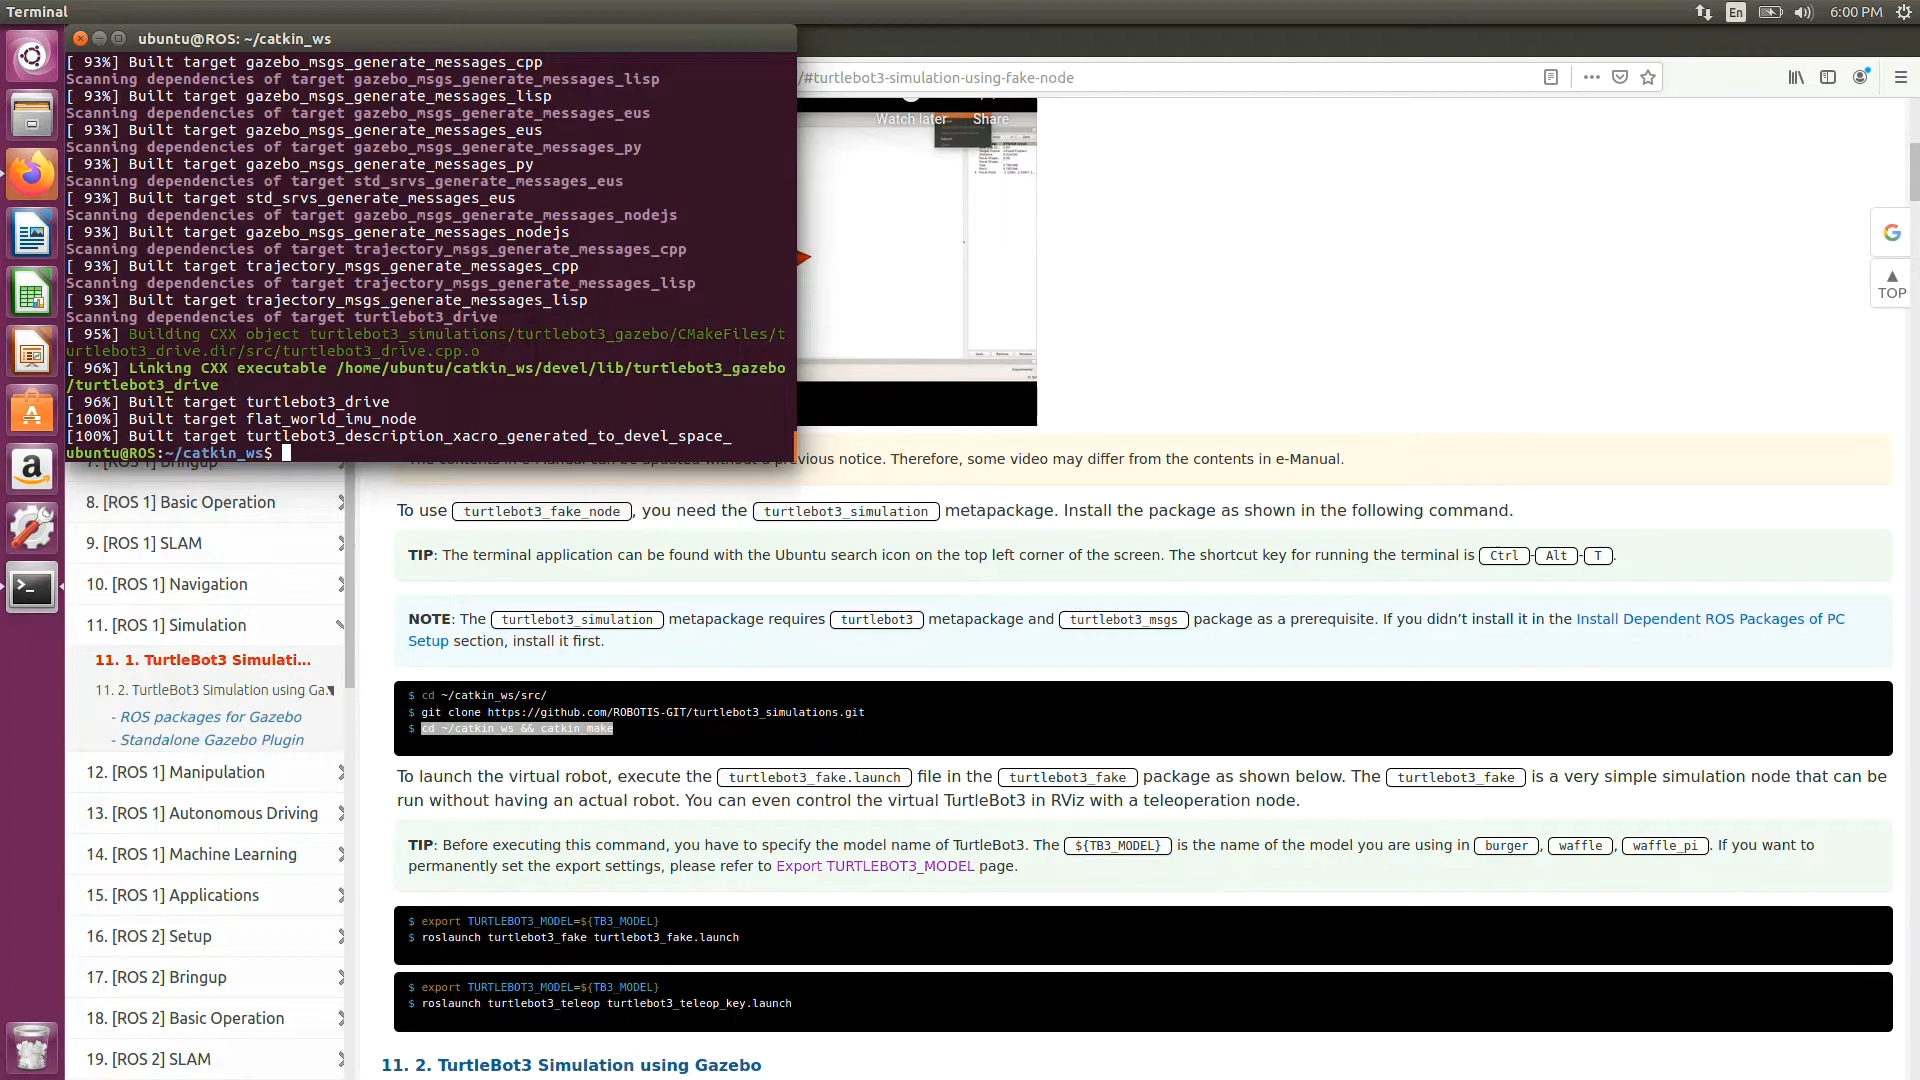 Terminal
En
6:00 PM
ubuntu@ROS: ~/catkin_ws
[ 93%] Built target gazebo_msgs_generate_messages_cpp
Scanning dependencies of target gazebo_msgs_generate_messages_lisp
[ 93%] Built target gazebo_msgs_generate_messages_lisp
Scanning dependencies of target gazebo_msgs_generate_messages_eus
[ 93%] Built target gazebo_msgs_generate_messages_eus
Scanning dependencies of target gazebo_msgs_generate_messages_py
[ 93%] Built target gazebo_msgs_generate_messages_py
Scanning dependencies of target std_srvs_generate_messages_eus
[ 93%] Built target std_srvs_generate_messages_eus
Scanning dependencies of target gazebo_msgs_generate_messages_nodejs
[ 93%] Built target gazebo_msgs_generate_messages_nodejs
Scanning dependencies of target trajectory_msgs_generate_messages_cpp
[ 93%] Built target trajectory_msgs_generate_messages_cpp
Scanning dependencies of target trajectory_msgs_generate_messages_lisp
[ 93%] Built target trajectory_msgs_generate_messages_lisp
Scanning dependencies of target turtlebot3_drive
[ 95%] Building CXX object turtlebot3_simulations/turtlebot3_gazebo/CMakeFiles/t
urtlebot3_drive.dir/src/turtlebot3_drive.cpp.o
[ 96%] Linking CXX executable /home/ubuntu/catkin_ws/devel/lib/turtlebot3_gazebo
/turtlebot3_drive
[ 96%] Built target turtlebot3_drive
[100%] Built target flat_world_imu_node
[100%] Built target turtlebot3_description_xacro_generated_to_devel_space_
ubuntu@ROS:~/catkin_ws$
/#turtlebot3-simulation-using-fake-node
Watch later
Share
TOP
7. [ROS 1] Bringup
8. [ROS 1] Basic Operation
9. [ROS 1] SLAM
10. [ROS 1] Navigation
11. [ROS 1] Simulation
11. 1. TurtleBot3 Simulati...
11. 2. TurtleBot3 Simulation using Ga.
- ROS packages for Gazebo
- Standalone Gazebo Plugin
12. [ROS 1] Manipulation
13. [ROS 1] Autonomous Driving
14. [ROS 1] Machine Learning
15. [ROS 1] Applications
16. [ROS 2] Setup
17. [ROS 2] Bringup
18. [ROS 2] Basic Operation
19. [ROS 2] SLAM
The contents in e-Manual can be updated without a previous notice. Therefore, some video may differ from the contents in e-Manual.
To use turtlebot3_fake_node, you need the turtlebot3_simulation metapackage. Install the package as shown in the following command.
TIP: The terminal application can be found with the Ubuntu search icon on the top left corner of the screen. The shortcut key for running the terminal is Ctrl-Alt-T.
NOTE: The turtlebot3_simulation metapackage requires turtlebot3 metapackage and turtlebot3_msgs package as a prerequisite. If you didn’t install it in the Install Dependent ROS Packages of PC
Setup section, install it first.
$ cd ~/catkin_ws/src/
$ git clone https://github.com/ROBOTIS-GIT/turtlebot3_simulations.git
$ cd ~/catkin_ws && catkin_make
To launch the virtual robot, execute the turtlebot3_fake.launch file in the turtlebot3_fake package as shown below. The turtlebot3_fake is a very simple simulation node that can be
run without having an actual robot. You can even control the virtual TurtleBot3 in RViz with a teleoperation node.
TIP: Before executing this command, you have to specify the model name of TurtleBot3. The ${TB3_MODEL} is the name of the model you are using in burger, waffle, waffle_pi. If you want to
permanently set the export settings, please refer to Export TURTLEBOT3_MODEL page.
$ export TURTLEBOT3_MODEL=${TB3_MODEL}
$ roslaunch turtlebot3_fake turtlebot3_fake.launch
$ export TURTLEBOT3_MODEL=${TB3_MODEL}
$ roslaunch turtlebot3_teleop turtlebot3_teleop_key.launch
11. 2. TurtleBot3 Simulation using Gazebo